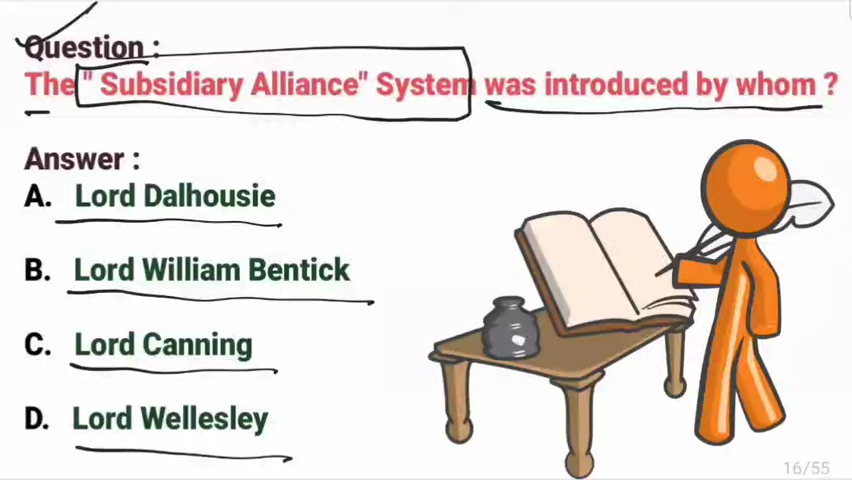 Question :
The " Subsidiary Alliance" System was introduced by whom ?
Answer :
A. Lord Dalhousie
B. Lord William Bentick
C. Lord Canning
D. Lord Wellesley
16/55